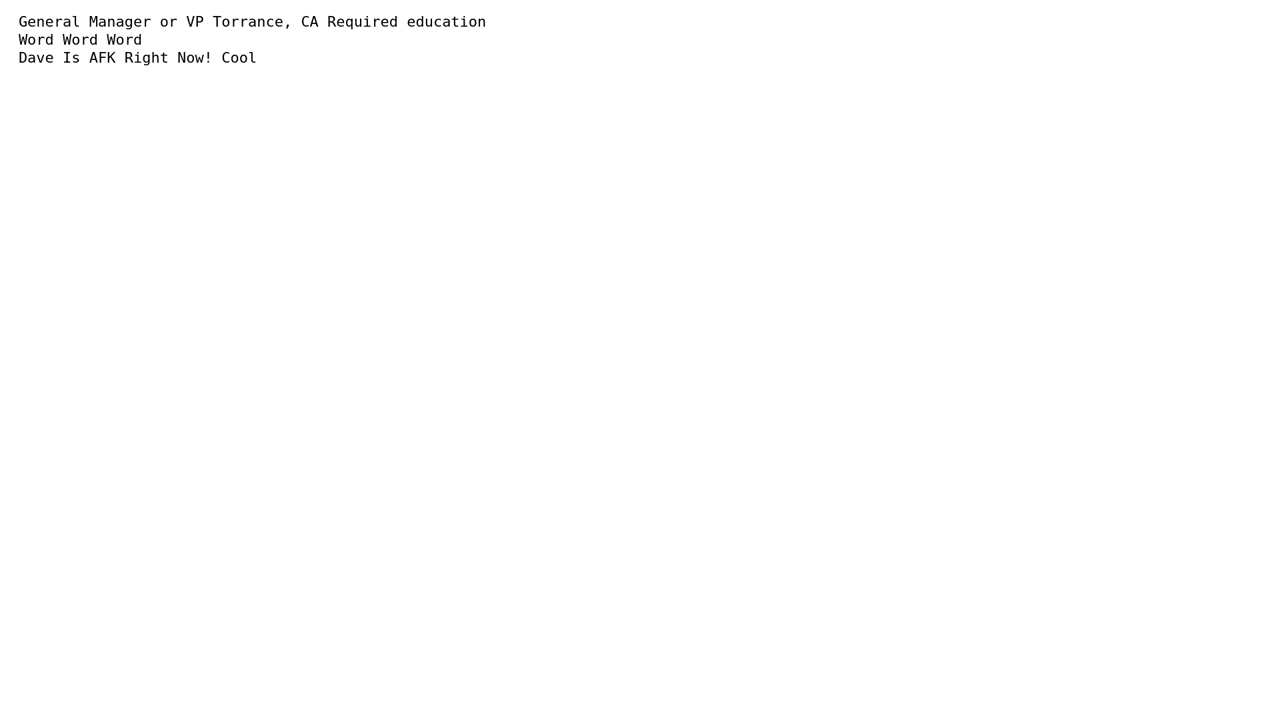 General Manager or VP Torrance, CA Required education
Word Word Word
Dave Is AFK Right Now! Cool